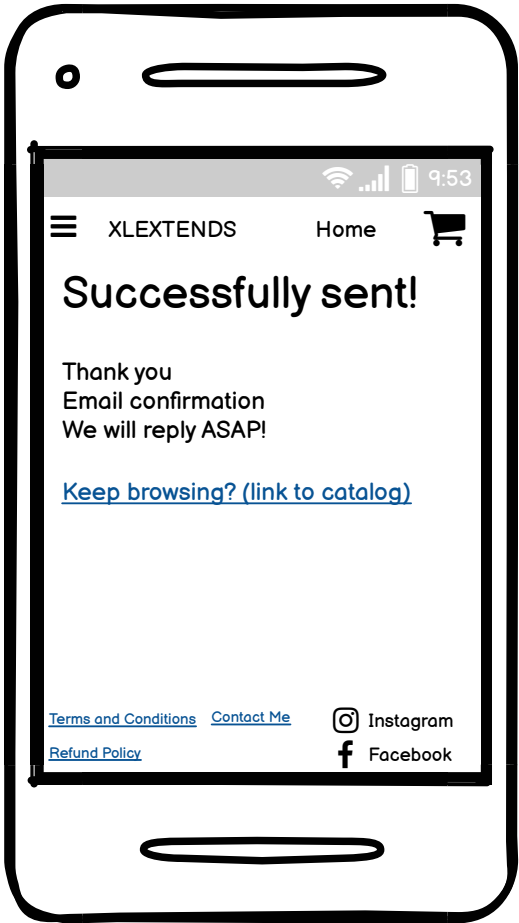 9:53
XLEXTENDS Home
Successfully sent!
Thank you
Email confirmation
We will reply ASAP!
Keep browsing? (link to catalog)
Terms and Conditions Contact Me Instagram
Refund Policy Facebook